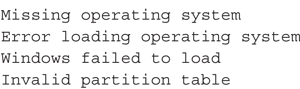 Missing operating system
Error loading operating system
Windows failed to load
Invalid partition table